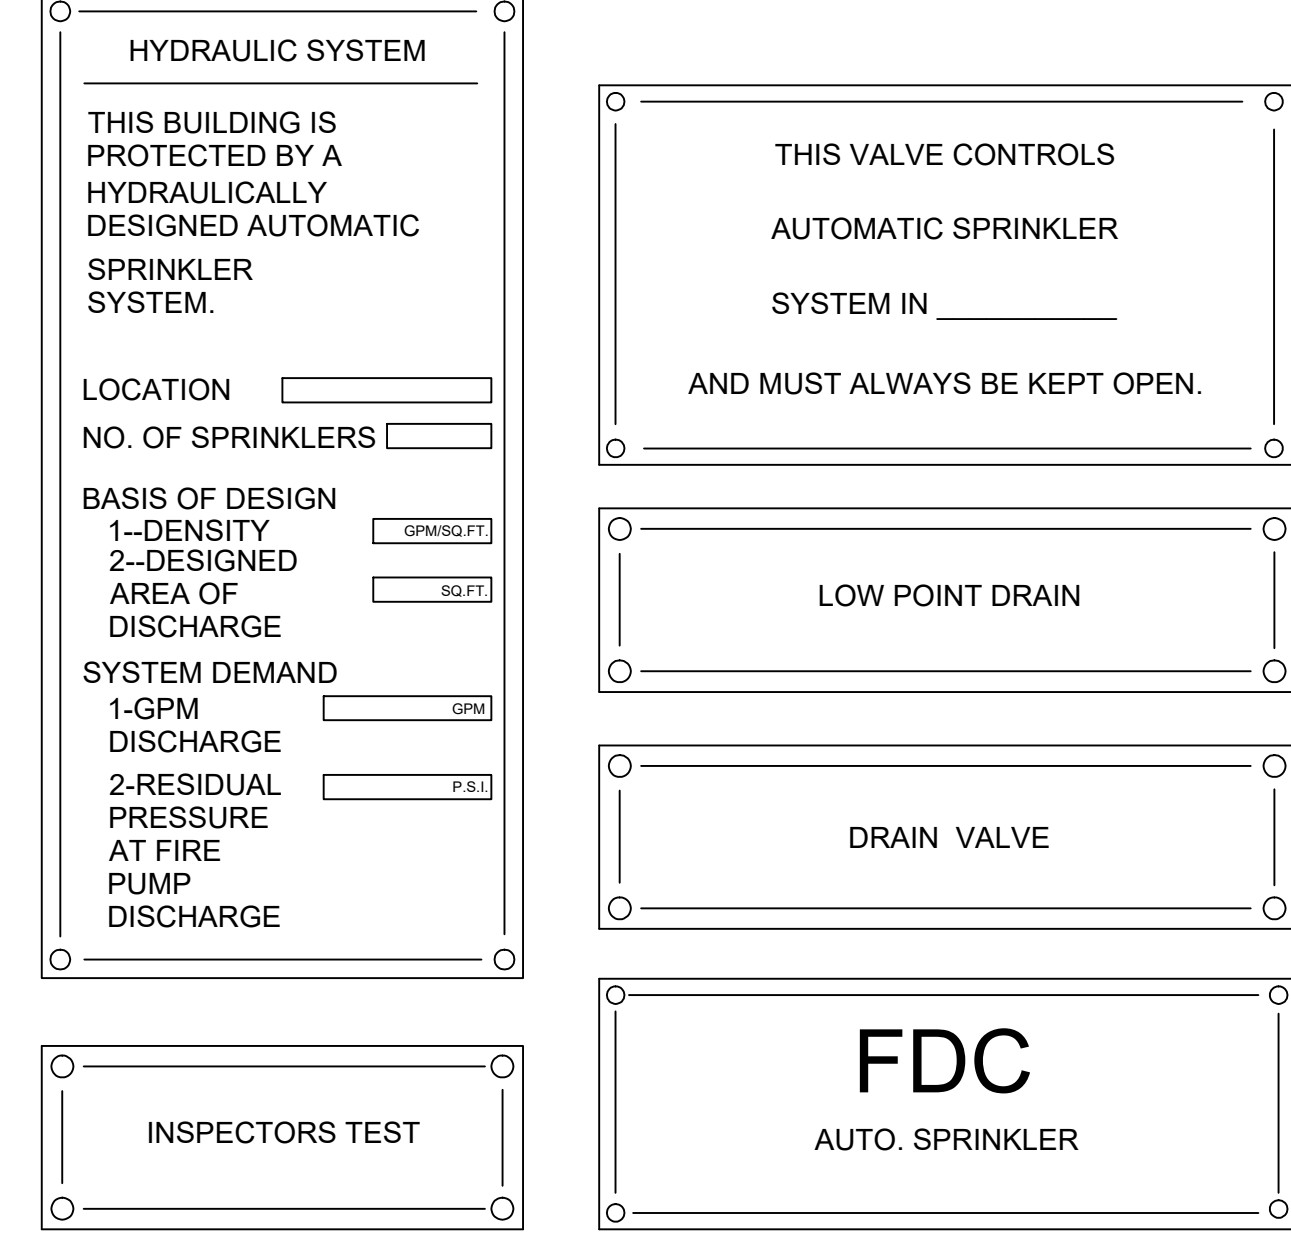 HYDRAULIC SYSTEM
THIS BUILDING IS
PROTECTED BY A
HYDRAULICALLY
DESIGNED AUTOMATIC
SPRINKLER
SYSTEM.
LOCATION
NO. OF SPRINKLERS
BASIS OF DESIGN
1--DENSITY GPM/SQ.FT.
2--DESIGNED
AREA OF SQ.FT.
DISCHARGE
SYSTEM DEMAND
1-GPM GPM
DISCHARGE
2-RESIDUAL P.S.I.
PRESSURE
AT FIRE
PUMP
DISCHARGE
INSPECTORS TEST
THIS VALVE CONTROLS
AUTOMATIC SPRINKLER
SYSTEM IN ___________
AND MUST ALWAYS BE KEPT OPEN.
LOW POINT DRAIN
DRAIN VALVE
FDC
AUTO. SPRINKLER